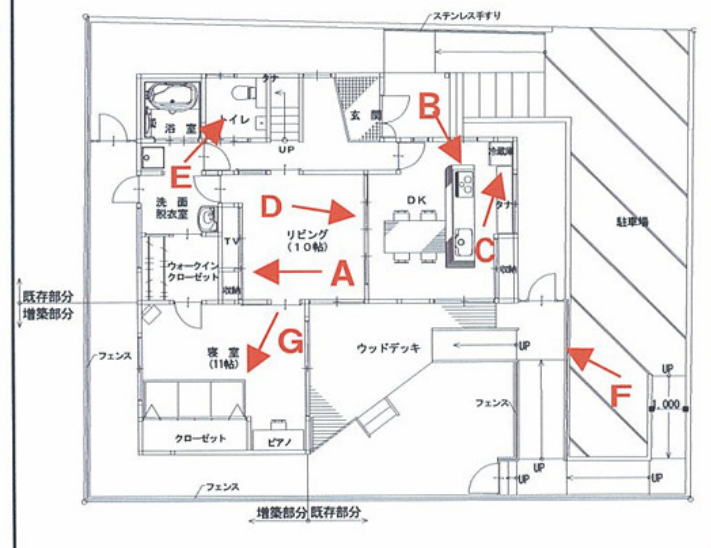 ステンレス手すり
タナ
玄関
B
トイレ
浴室
冷蔵庫
UP
E
洗面
脱衣室
D
リビング
(10帖)
DK
C
タナ
駐車場
TV
A
ウォークイン
クローゼット
収納
収納
既存部分
増築部分
G
フェンス
寝室
(11帖)
ウッドデッキ
UP
F
UP
フェンス
1,000
クローゼット
ピアノ
UP
UP
UP
フェンス
増築部分
既存部分